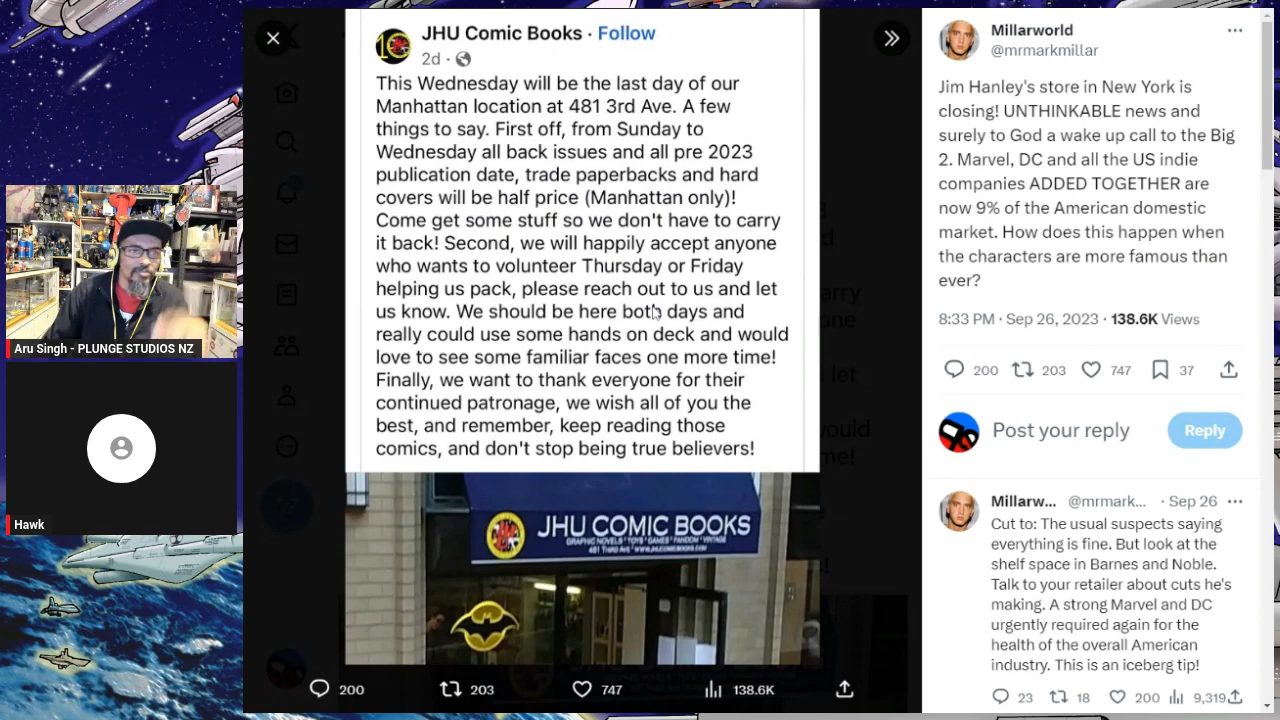 JHU Comic Books · Follow
2d ·
This Wednesday will be the last day of our
Manhattan location at 481 3rd Ave. A few
things to say. First off, from Sunday to
Wednesday all back issues and all pre 2023
publication date, trade paperbacks and hard
covers will be half price (Manhattan only)!
Come get some stuff so we don't have to carry
it back! Second, we will happily accept anyone
who wants to volunteer Thursday or Friday
helping us pack, please reach out to us and let
us know. We should be here both days and
really could use some hands on deck and would
love to see some familiar faces one more time!
Finally, we want to thank everyone for their
continued patronage, we wish all of you the
best, and remember, keep reading those
comics, and don't stop being true believers!
JHU COMIC BOOKS
GRAPHIC NOVELS * TOYS * GAMES * FANDOM * VINTAGE
481 THIRD AVE * WWW.JHUCOMICBOOKS.COM
200 203 747 138.6K
Aru Singh - PLUNGE STUDIOS NZ
Hawk
Millarworld
@mrmarkmillar
Jim Hanley's store in New York is
closing! UNTHINKABLE news and
surely to God a wake up call to the Big
2. Marvel, DC and all the US indie
companies ADDED TOGETHER are
now 9% of the American domestic
market. How does this happen when
the characters are more famous than
ever?
8:33 PM · Sep 26, 2023 · 138.6K Views
200 203 747 37
Post your reply
Reply
Millarw... @mrmark... · Sep 26
Cut to: The usual suspects saying
everything is fine. But look at the
shelf space in Barnes and Noble.
Talk to your retailer about cuts he's
making. A strong Marvel and DC
urgently required again for the
health of the overall American
industry. This is an iceberg tip!
23 18 200 9,319